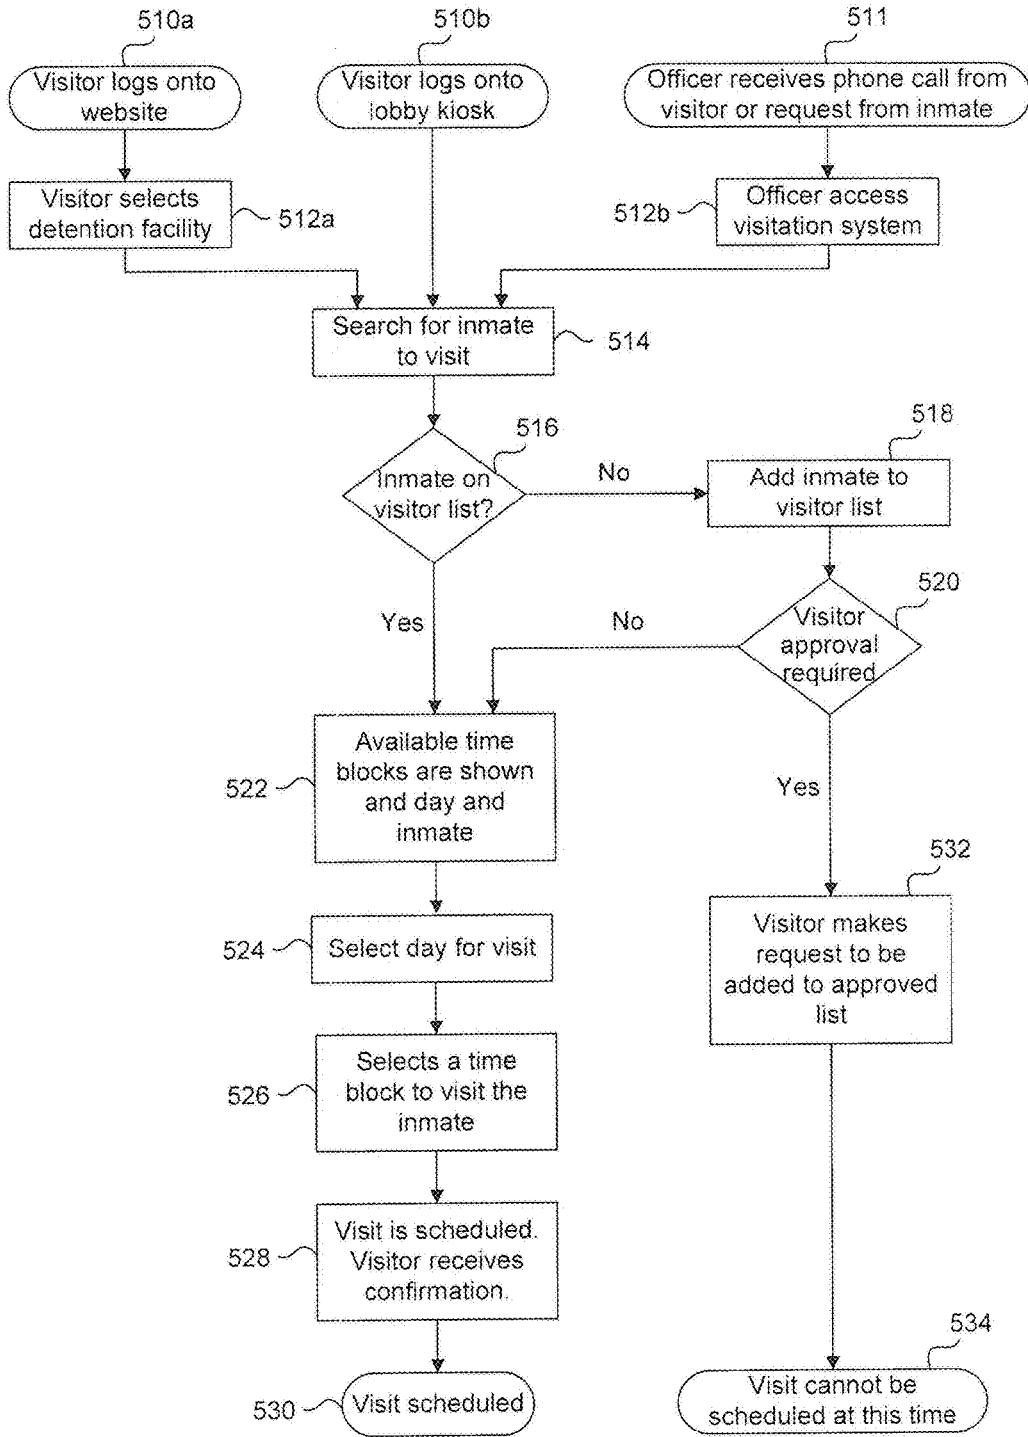 510a
510b
511
Visitor logs onto
website
Visitor logs onto
lobby kiosk
Officer receives phone call from
visitor or request from inmate
Visitor selects
detention facility
512a
512b
Officer access
visitation system
Search for inmate
to visit
514
516
Inmate on
visitor list?
No
518
Add inmate to
visitor list
520
Visitor
approval
required
No
Yes
522
Available time
blocks are shown
and day and
inmate
Yes
532
Visitor makes
request to be
added to approved
list
524
Select day for visit
526
Selects a time
block to visit the
inmate
528
Visit is scheduled.
Visitor receives
confirmation.
530
Visit scheduled
534
Visit cannot be
scheduled at this time